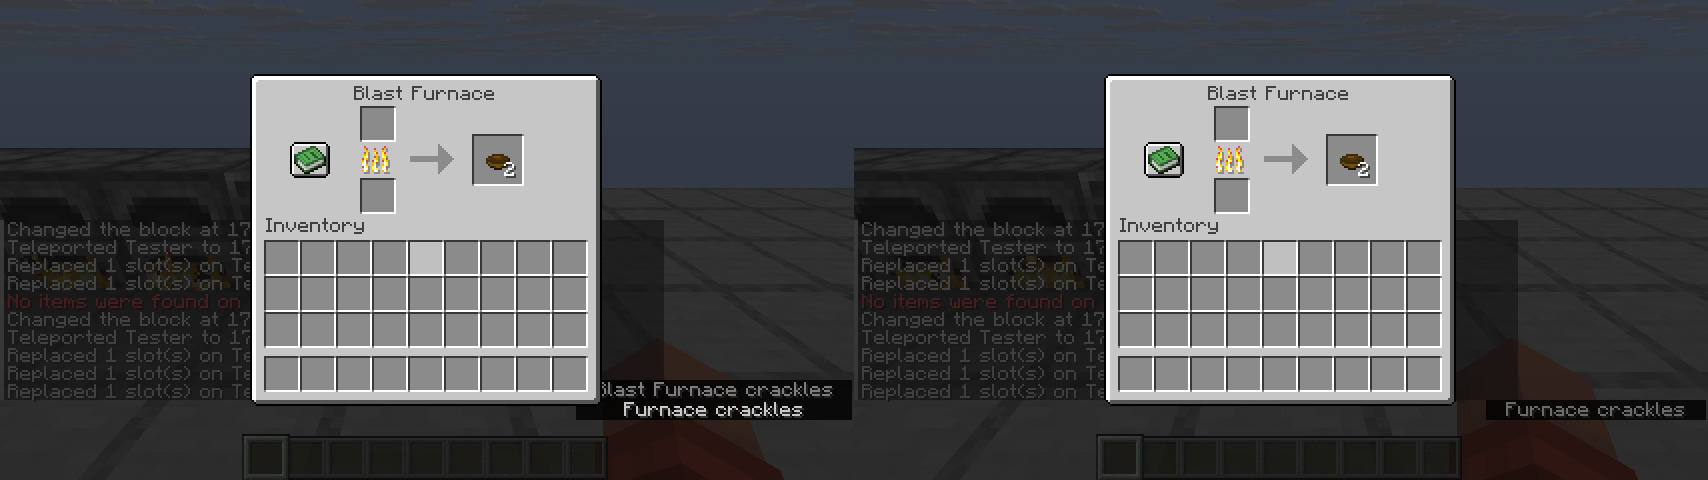 Blast Furnace
2
Inventory
Changed the block at 17
Teleported Tester to 17
Replaced 1 slot(s) on Te
Replaced 1 slot(s) on Te
No items were found on
Changed the block at 17
Teleported Tester to 17
Replaced 1 slot(s) on Te
Replaced 1 slot(s) on Te
Replaced 1 slot(s) on Te
Blast Furnace crackles
Furnace crackles
Blast Furnace
2
Inventory
Changed the block at 17
Teleported Tester to 17
Replaced 1 slot(s) on Te
Replaced 1 slot(s) on Te
No items were found on
Changed the block at 17
Teleported Tester to 17
Replaced 1 slot(s) on Te
Replaced 1 slot(s) on Te
Replaced 1 slot(s) on Te
Furnace crackles